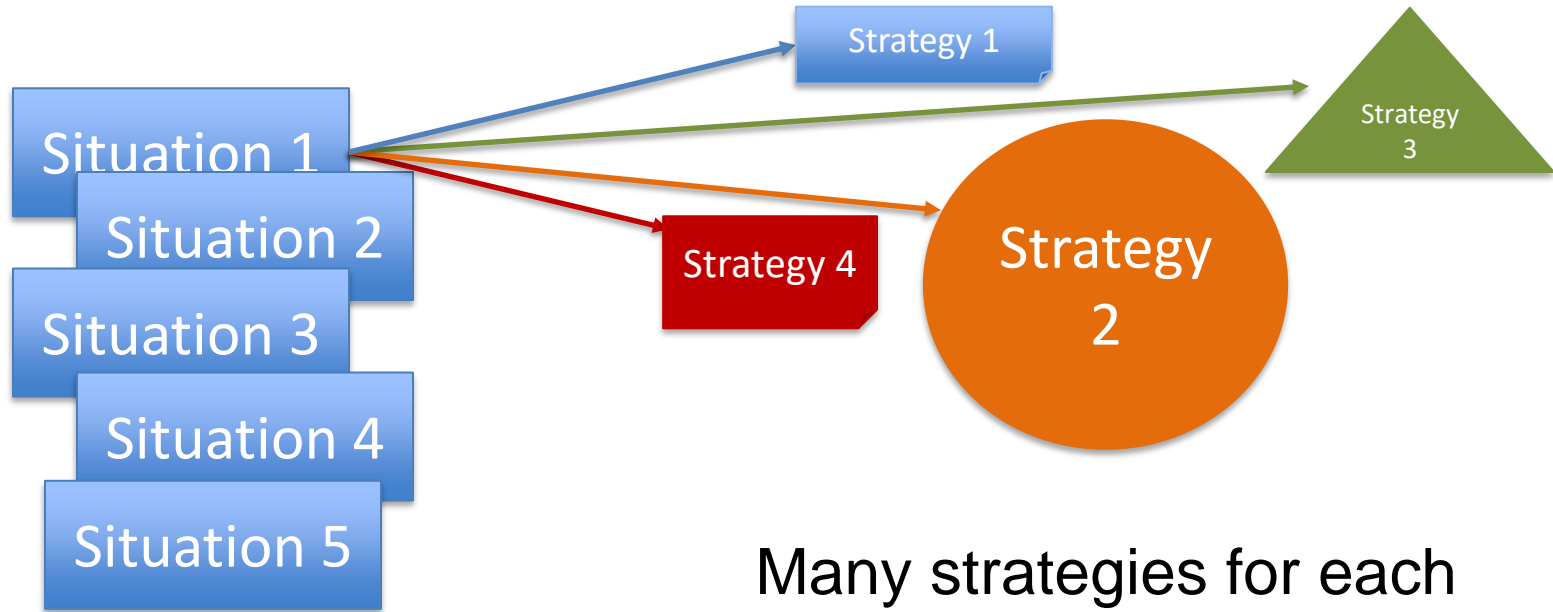 Situation 1
Situation 2
Situation 3
Situation 4
Situation 5
Strategy 1
Strategy
3
Strategy 4
Strategy
2
Many strategies for each